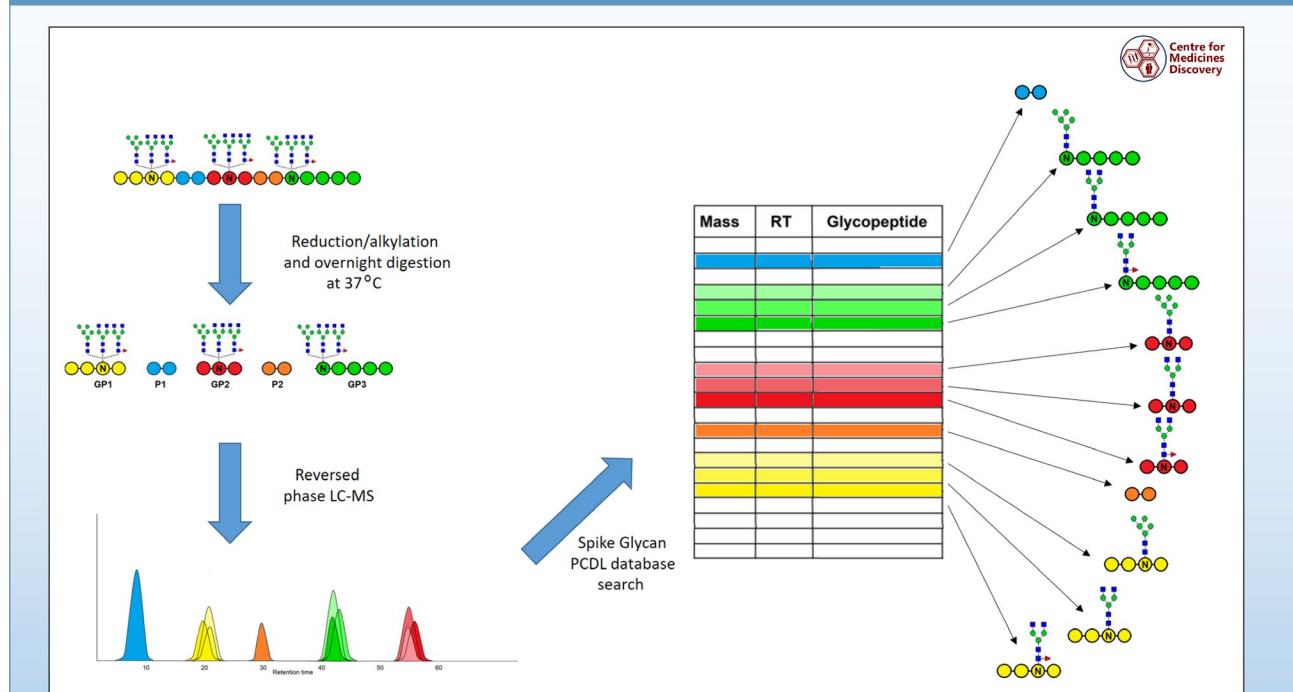 Centre for
Medicines
Discovery
N
N
N
Reduction/alkylation
and overnight digestion
at 37°C
N
N
N
GP1
P1
GP2
P2
GP3
Reversed
phase LC-MS
10
20
30
40
50
60
Retention time
Spike Glycan
PCDL database
search
Mass RT Glycopeptide
N
N
N
N
N
N
N
N
N